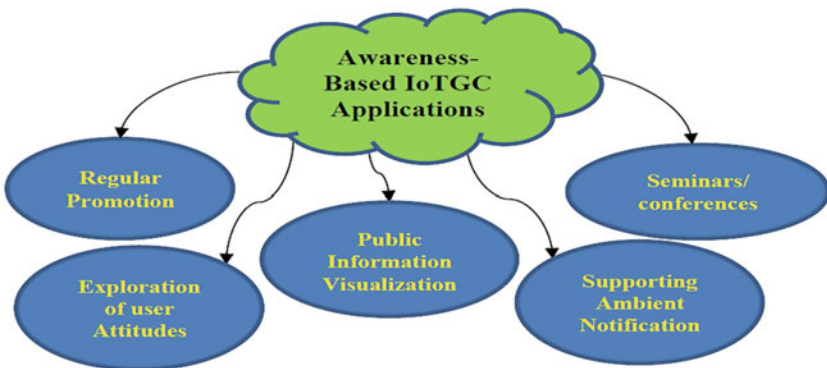 Awareness-
Based IoTGC
Applications
Regular
Promotion
Seminars/
conferences
Public
Information
Visualization
Exploration
of user
Attitudes
Supporting
Ambient
Notification